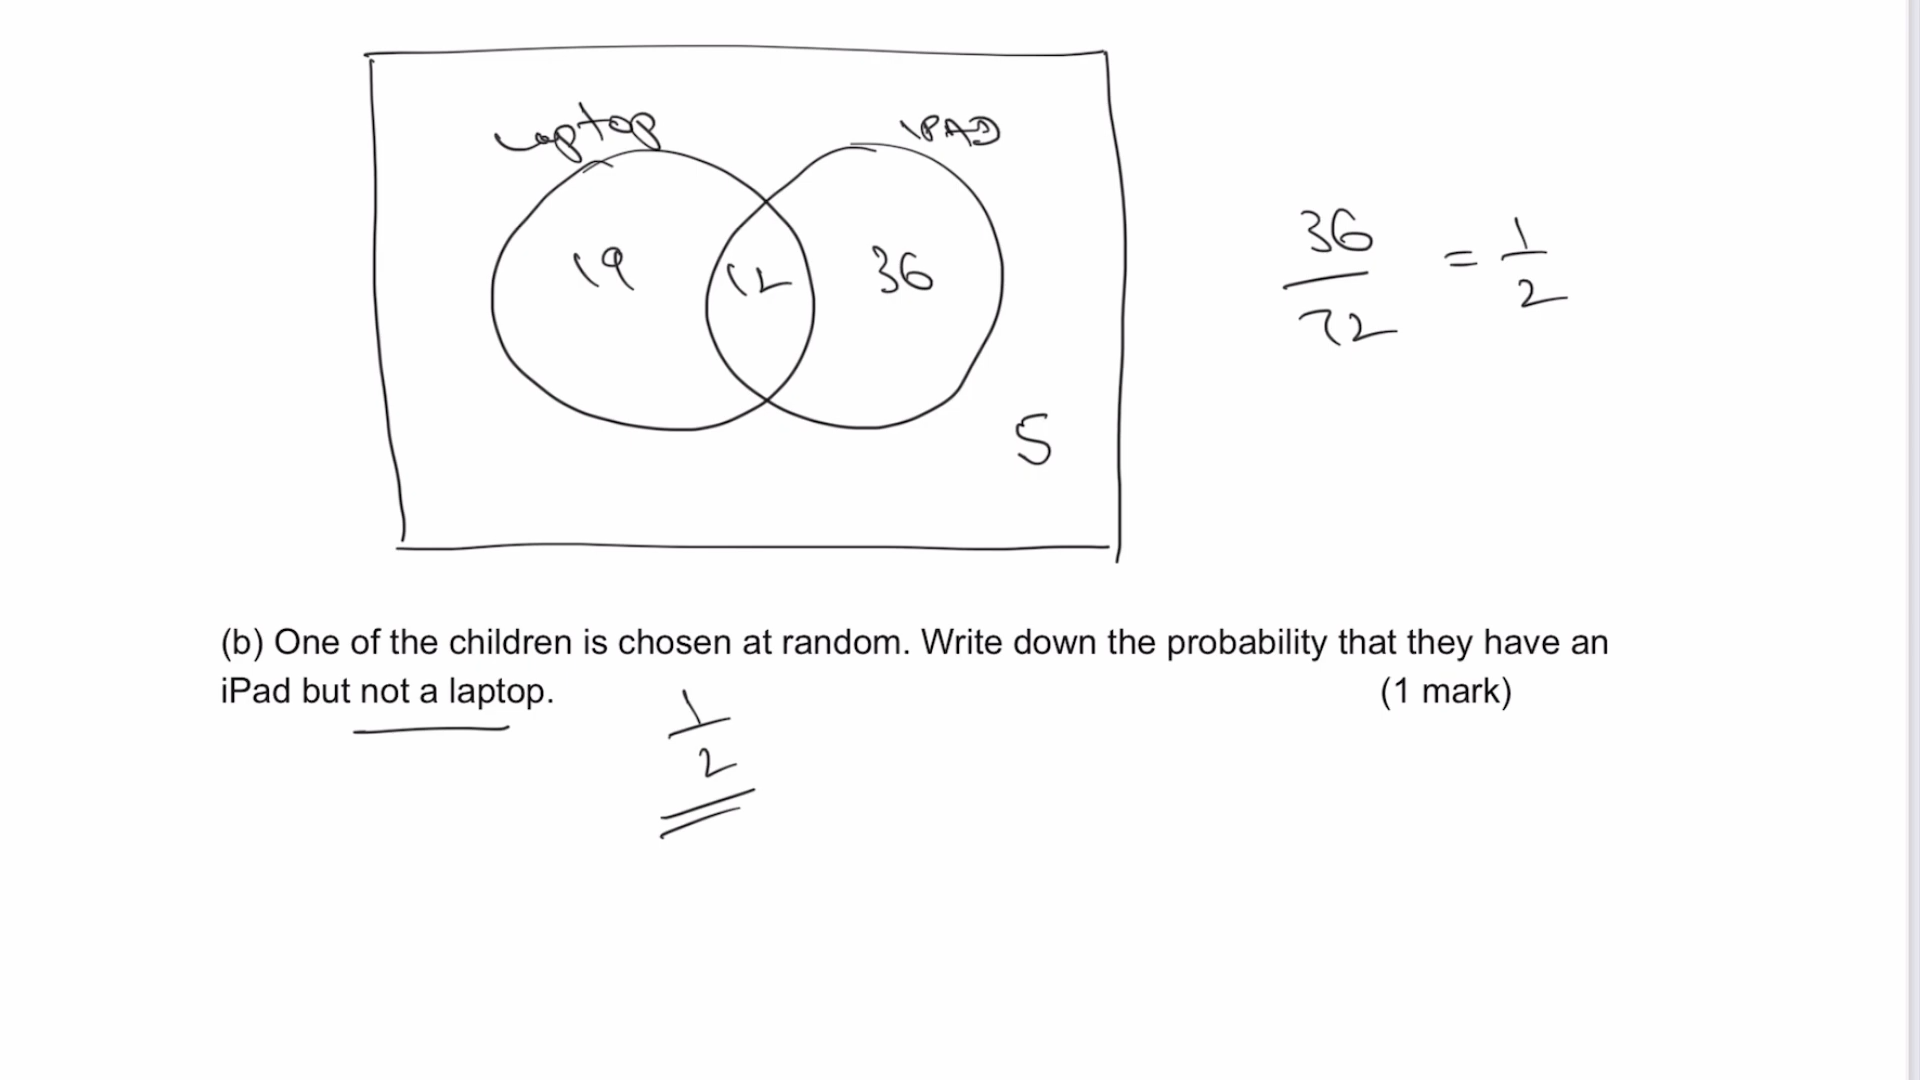 Laptop iPAD
19 12 36
5
36
72
= 1
2
(b) One of the children is chosen at random. Write down the probability that they have an
iPad but not a laptop. (1 mark)
1
2